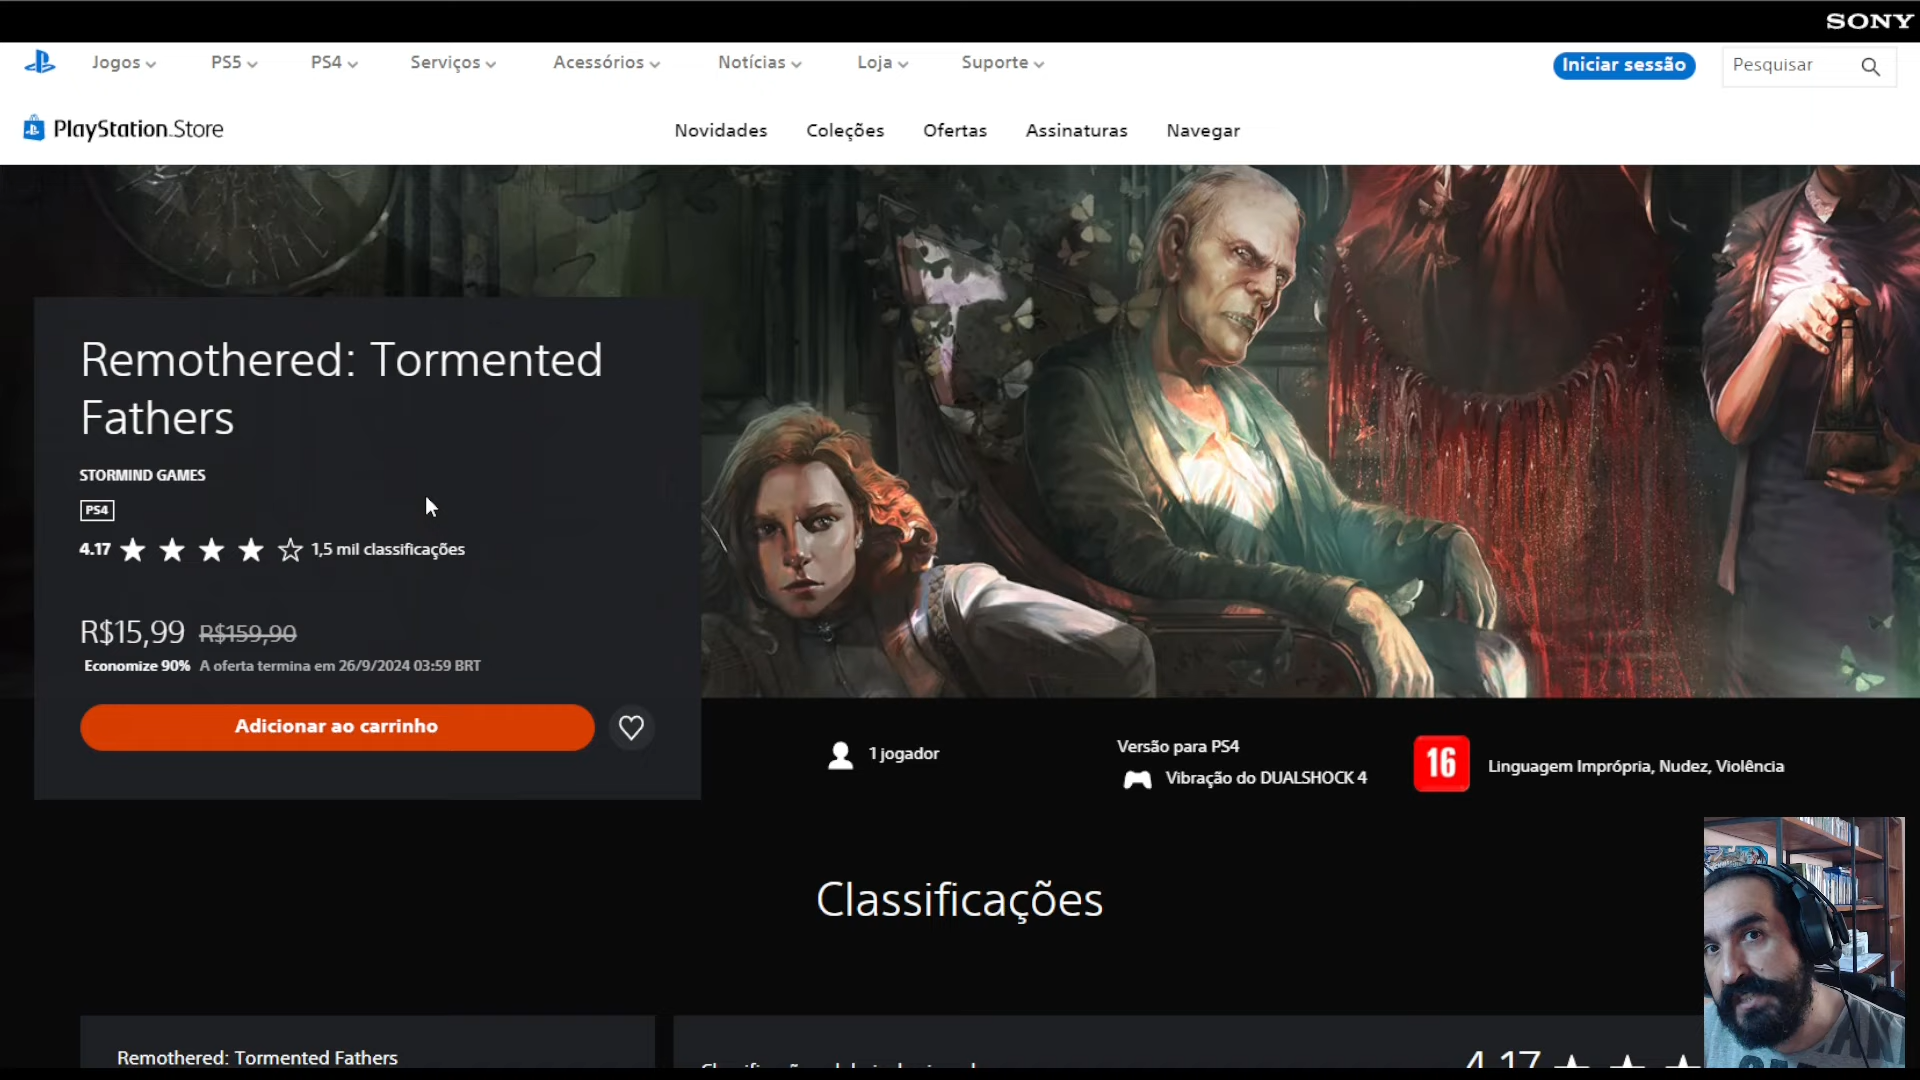 SONY
Jogos PS5 PS4 Serviços Acessórios Notícias Loja Suporte Iniciar sessão Pesquisar
PlayStation.Store Novidades Coleções Ofertas Assinaturas Navegar
Remothered: Tormented
Fathers
STORMIND GAMES
PS4
4.17 1,5 mil classificações
R$15,99 R$159,90
Economize 90% A oferta termina em 26/9/2024 03:59 BRT
Adicionar ao carrinho
1 jogador
Versão para PS4
Vibração do DUALSHOCK 4
16 Linguagem Imprópria, Nudez, Violência
Classificações
Remothered: Tormented Fathers
4.17